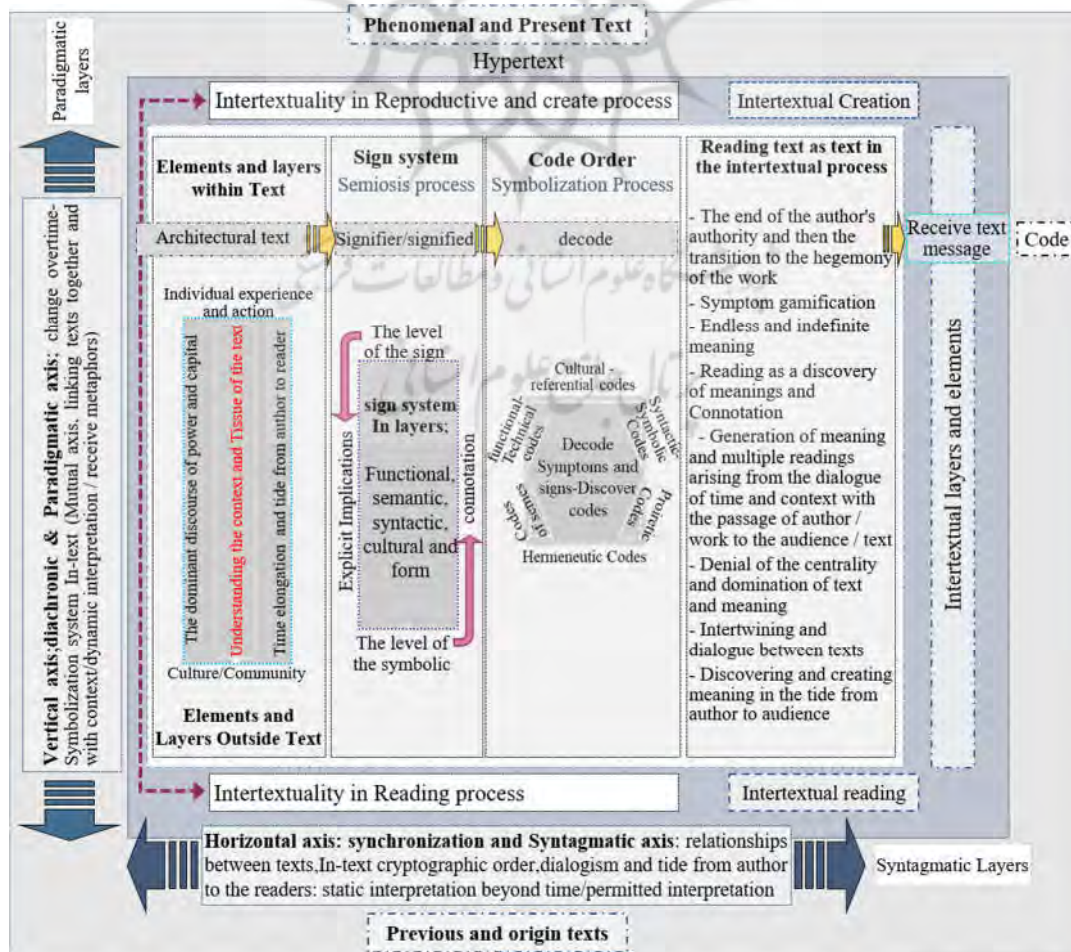 Phenomenal and Present Text
Hypertext
Paradigmatic
layers
Intertextuality in Reproductive and create process
Intertextual Creation
Elements and layers
within Text
Sign system
Semiosis process
Code Order
Symbolization Process
Reading text as text in
the intertextual process
Architectural text
Signifier/signified
decode
Receive text
message
Code
- The end of the author's
authority and then the
transition to the hegemony
of the work
- Symptom gamification
- Endless and indefinite
meaning
- Reading as a discovery
of meanings and
Connotation
- Generation of meaning
and multiple readings
arising from the dialogue
of time and context with
the passage of author /
work to the audience / text
- Denial of the centrality
and domination of text
and meaning
- Intertwining and
dialogue between texts
- Discovering and creating
meaning in the tide from
author to audience
Individual experience
and action
The dominant discourse of power and capital
Understanding the context and Tissue of the text
Time elongation and tide from author to reader
Culture/Community
Elements and
Layers Outside Text
The level
of the sign
Explicit Implications
sign system
In layers;
Functional,
semantic,
syntactic,
cultural and
form
connotation
The level of
the symbolic
Cultural -
referential codes
functional-
Technical
codes
Syntactic-
Symbolic
Codes
Decode
Symptoms and
signs-Discover
codes
Codes
of semes
Proiretic
Codes
Hermeneutic Codes
Intertextual layers and elements
Vertical axis,diachronic & Paradigmatic axis; change overtime-
Symbolization system In-text (Mutual axis, linking texts together and
with context/dynamic interpretation / receive metaphors)
Intertextuality in Reading process
Intertextual reading
Horizontal axis: synchronization and Syntagmatic axis: relationships
between texts,In-text cryptographic order,dialogism and tide from author
to the readers: static interpretation beyond time/permitted interpretation
Syntagmatic Layers
Previous and origin texts